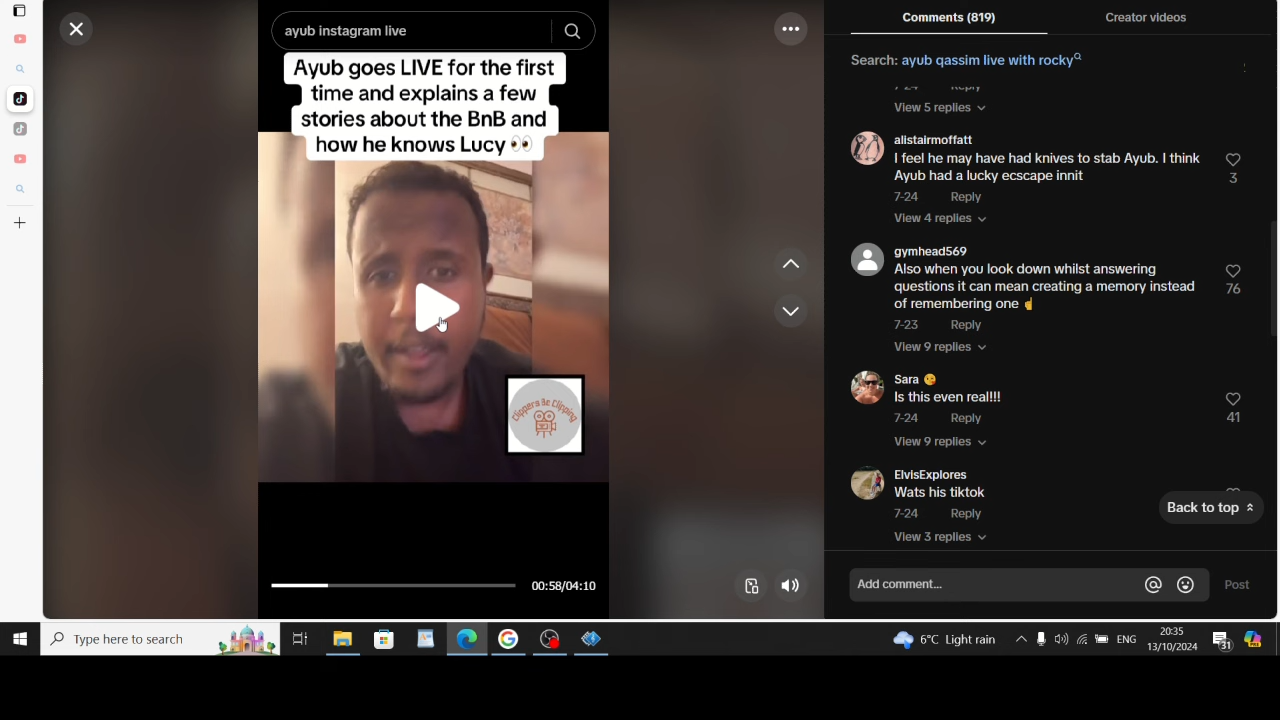 ayub instagram live
Ayub goes LIVE for the first
time and explains a few
stories about the BnB and
how he knows Lucy 👀
Clippers Be Clipping
00:58/04:10
Comments (819)
Creator videos
Search: ayub qassim live with rocky
7-24 Reply
View 5 replies
alistairmoffatt
I feel he may have had knives to stab Ayub. I think
Ayub had a lucky ecscape innit
3
7-24 Reply
View 4 replies
gymhead569
Also when you look down whilst answering
questions it can mean creating a memory instead
of remembering one ☝
76
7-23 Reply
View 9 replies
Sara 😘
Is this even real!!!
41
7-24 Reply
View 9 replies
ElvisExplores
Wats his tiktok
7-24 Reply
View 3 replies
Back to top
Add comment...
Post
Type here to search
6°C Light rain
ENG
20:35
13/10/2024
31